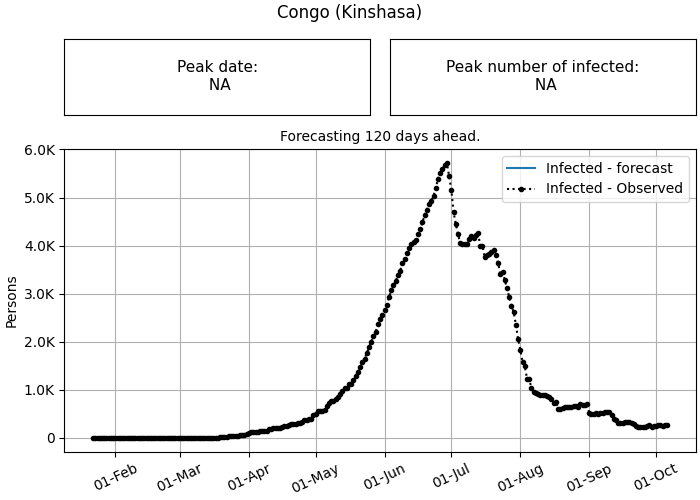 Congo (Kinshasa)
Peak date:
NA
Peak number of infected:
NA
Forecasting 120 days ahead.
Infected - forecast
Infected - Observed
Persons
6.0K
5.0K
4.0K
3.0K
2.0K
1.0K
0
01-Feb
01-Mar
01-Apr
01-May
01-Jun
01-Jul
01-Aug
01-Sep
01-Oct